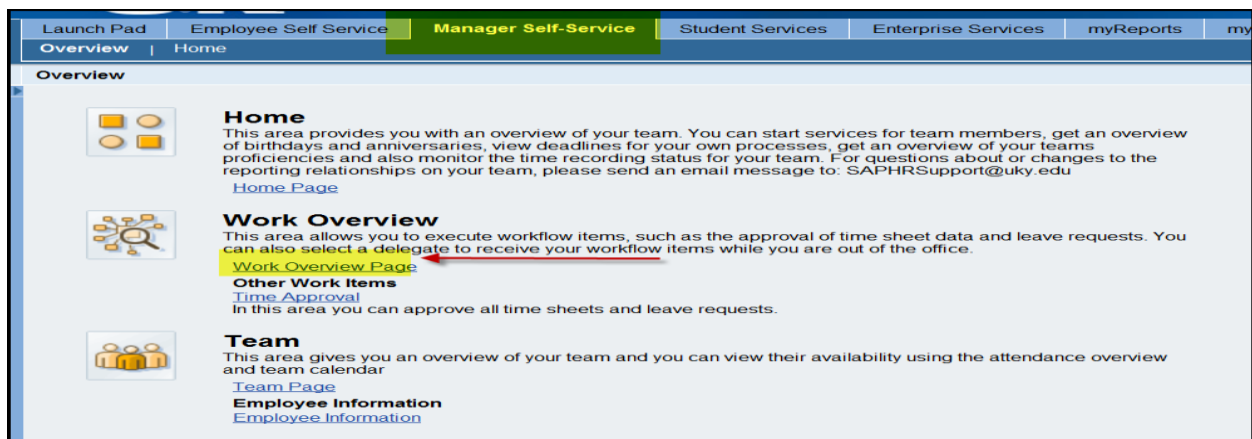 Launch Pad Employee Self Service Manager Self-Service Student Services Enterprise Services myReports my
Overview | Home
Overview
Home
This area provides you with an overview of your team. You can start services for team members, get an overview
of birthdays and anniversaries, view deadlines for your own processes, get an overview of your teams
proficiencies and also monitor the time recording status for your team. For questions about or changes to the
reporting relationships on your team, please send an email message to: SAPHRSupport@uky.edu
Home Page
Work Overview
This area allows you to execute workflow items, such as the approval of time sheet data and leave requests. You
can also select a delegate to receive your workflow items while you are out of the office.
Work Overview Page
Other Work Items
Time Approval
In this area you can approve all time sheets and leave requests.
Team
This area gives you an overview of your team and you can view their availability using the attendance overview
and team calendar
Team Page
Employee Information
Employee Information